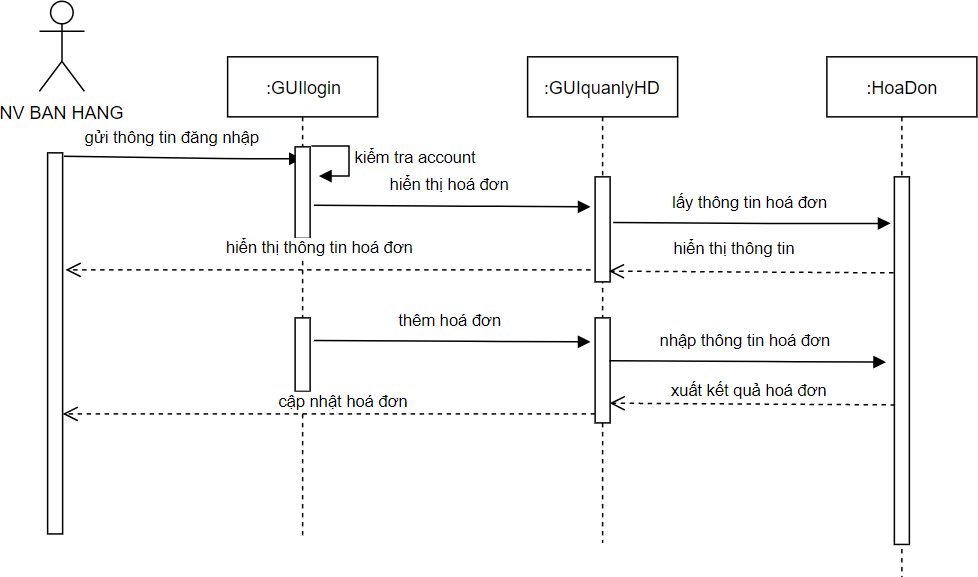 NV BAN HANG
:GUIlogin
:GUIquanlyHD
:HoaDon
gửi thông tin đăng nhập
kiểm tra account
hiển thị hoá đơn
lấy thông tin hoá đơn
hiển thị thông tin hoá đơn
hiển thị thông tin
thêm hoá đơn
nhập thông tin hoá đơn
xuất kết quả hoá đơn
cập nhật hoá đơn